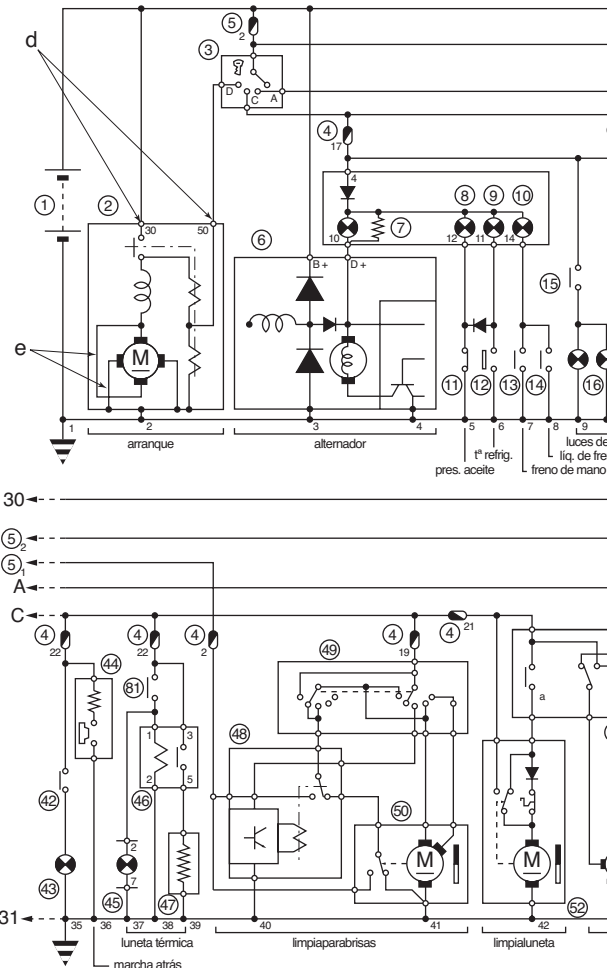 5
2
d
3
D C A
4
17
1
2
30 50
4
8 9 10
7
10 12 11 14
6
B+ D+
15
e
M
11 12 13 14 16
1 2 3 4 5 6 7 8 9
arranque alternador luces de
tª refrig. líq. de fre
pres. aceite freno de mano
30
5 2
5 1
A
C
4 4 4 4 4 21
22 22 2 19
44 49
81 a
1 3
48
2 5
42 46 50
2
M M
43 7
45 47 52
31
35 36 37 38 39 40 41 42
luneta térmica limpiaparabrisas limpialuneta
marcha atrás